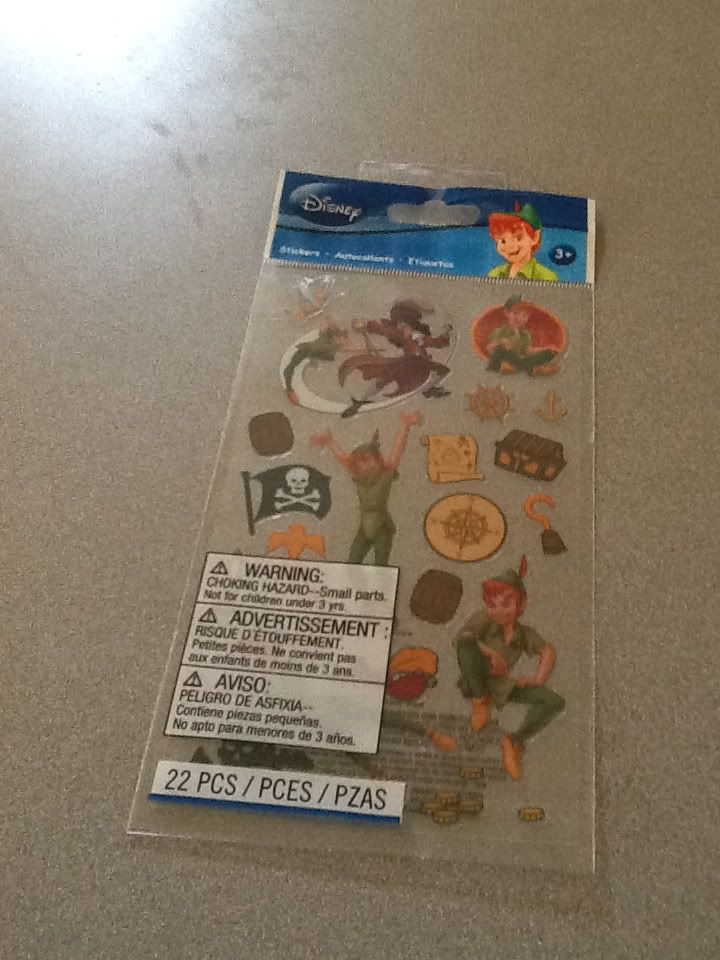 Disney
Stickers • Autocollants • Etiquetas
3+
WARNING:
CHOKING HAZARD--Small parts.
Not for children under 3 yrs.
ADVERTISSEMENT :
RISQUE D'ÉTOUFFEMENT.
Petites pièces. Ne convient pas
aux enfants de moins de 3 ans.
AVISO:
PELIGRO DE ASFIXIA--
Contiene piezas pequeñas.
No apto para menores de 3 años.
22 PCS / PCES / PZAS